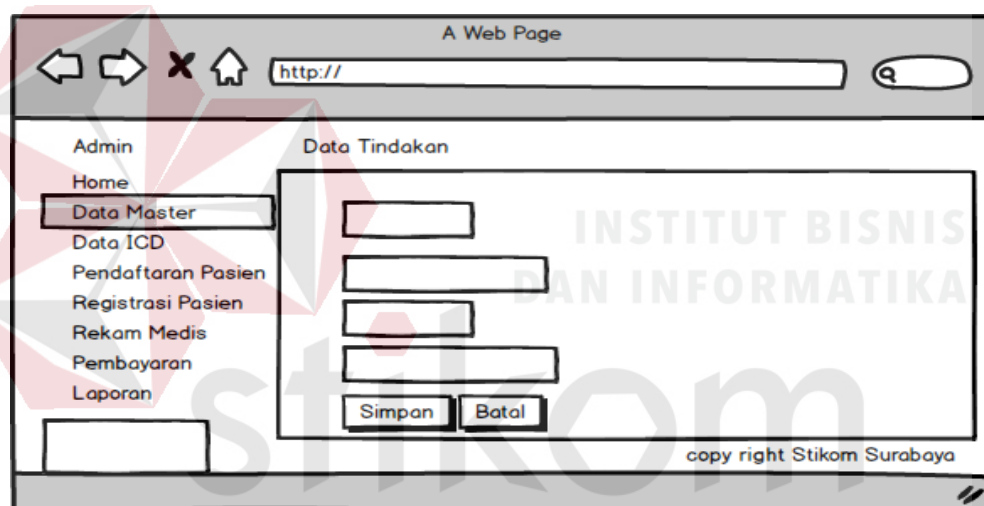 A Web Page
http://
Admin
Data Tindakan
Home
Data Master
Data ICD
Pendaftaran Pasien
Registrasi Pasien
Rekam Medis
Pembayaran
Laporan
Simpan
Batal
copy right Stikom Surabaya
INSTITUT BISNIS
DAN INFORMATIKA
stikom